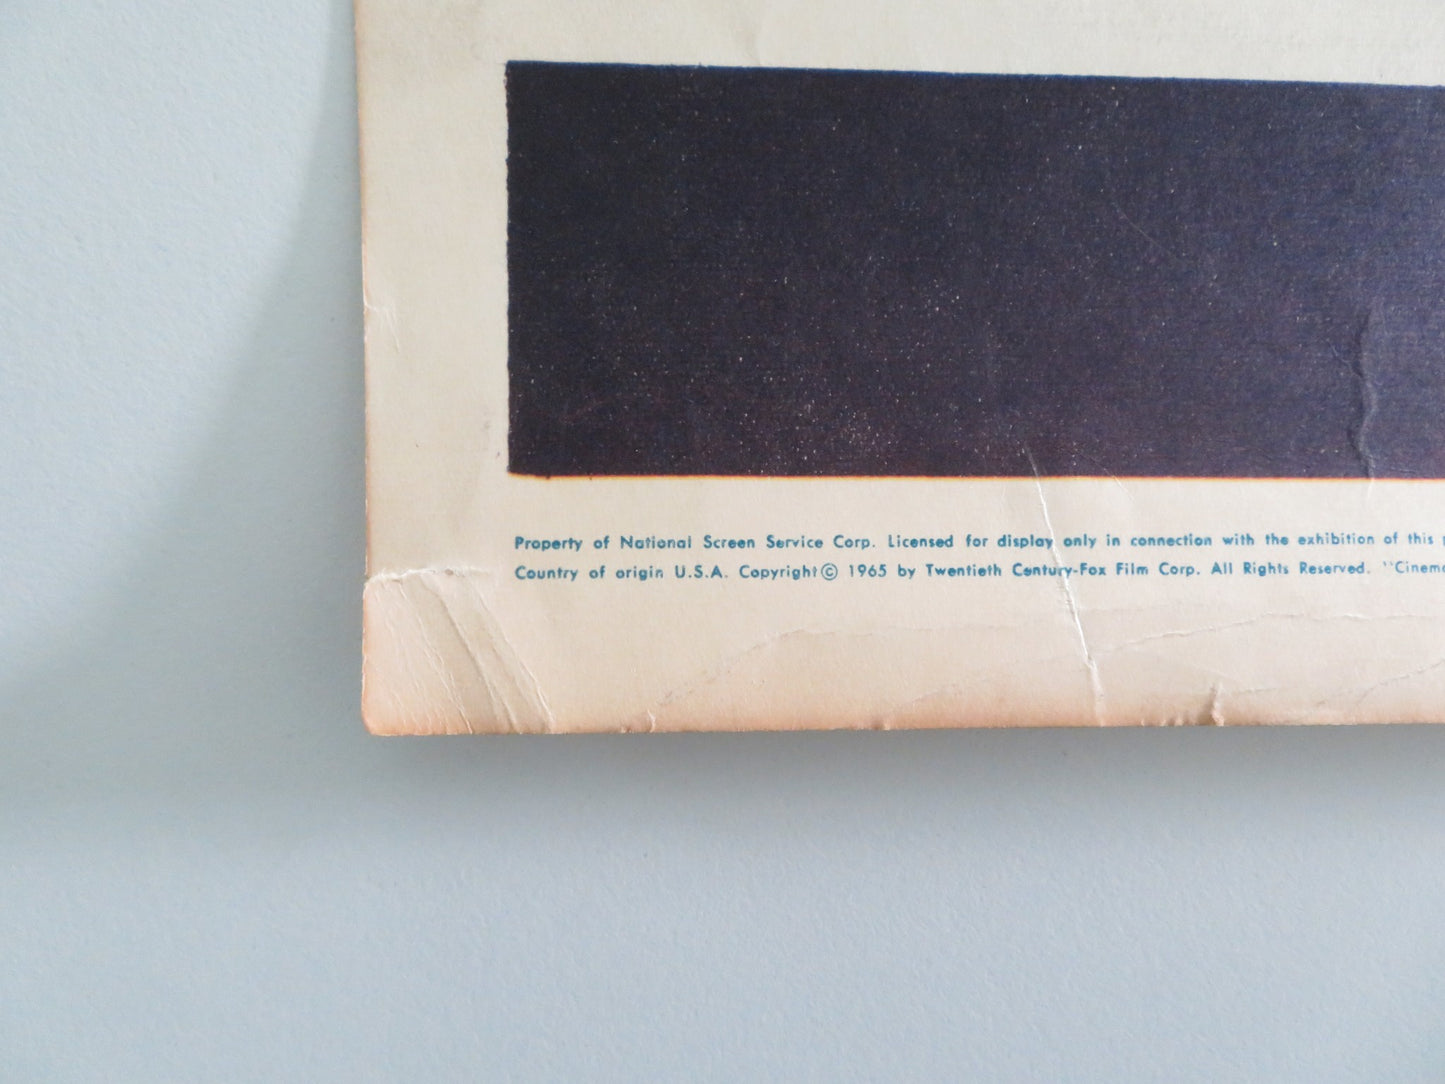 Property of National Screen Service Corp. Licensed for display only in connection with the exhibition of this
Country of origin U.S.A. Copyright © 1965 by Twentieth Century-Fox Film Corp. All Rights Reserved. "Cinem